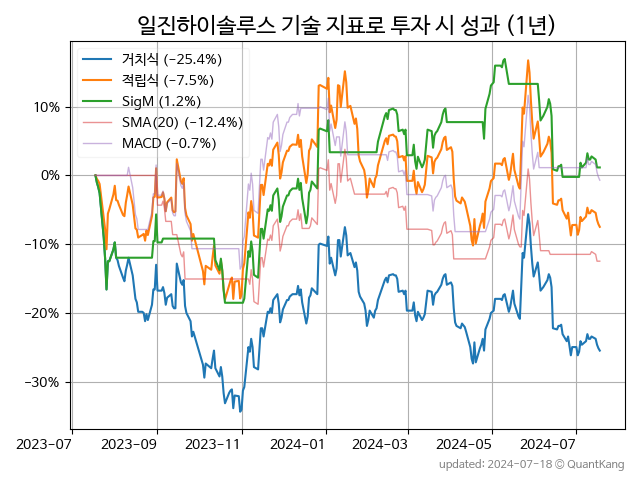 일진하이솔루스 기술 지표로 투자 시 성과 (1년)
거치식 (−25.4%)
적립식 (−7.5%)
SigM (1.2%)
SMA(20) (−12.4%)
MACD (−0.7%)
10%
0%
−10%
−20%
−30%
2023-07 2023-09 2023-11 2024-01 2024-03 2024-05 2024-07
updated: 2024-07-18 © QuantKang